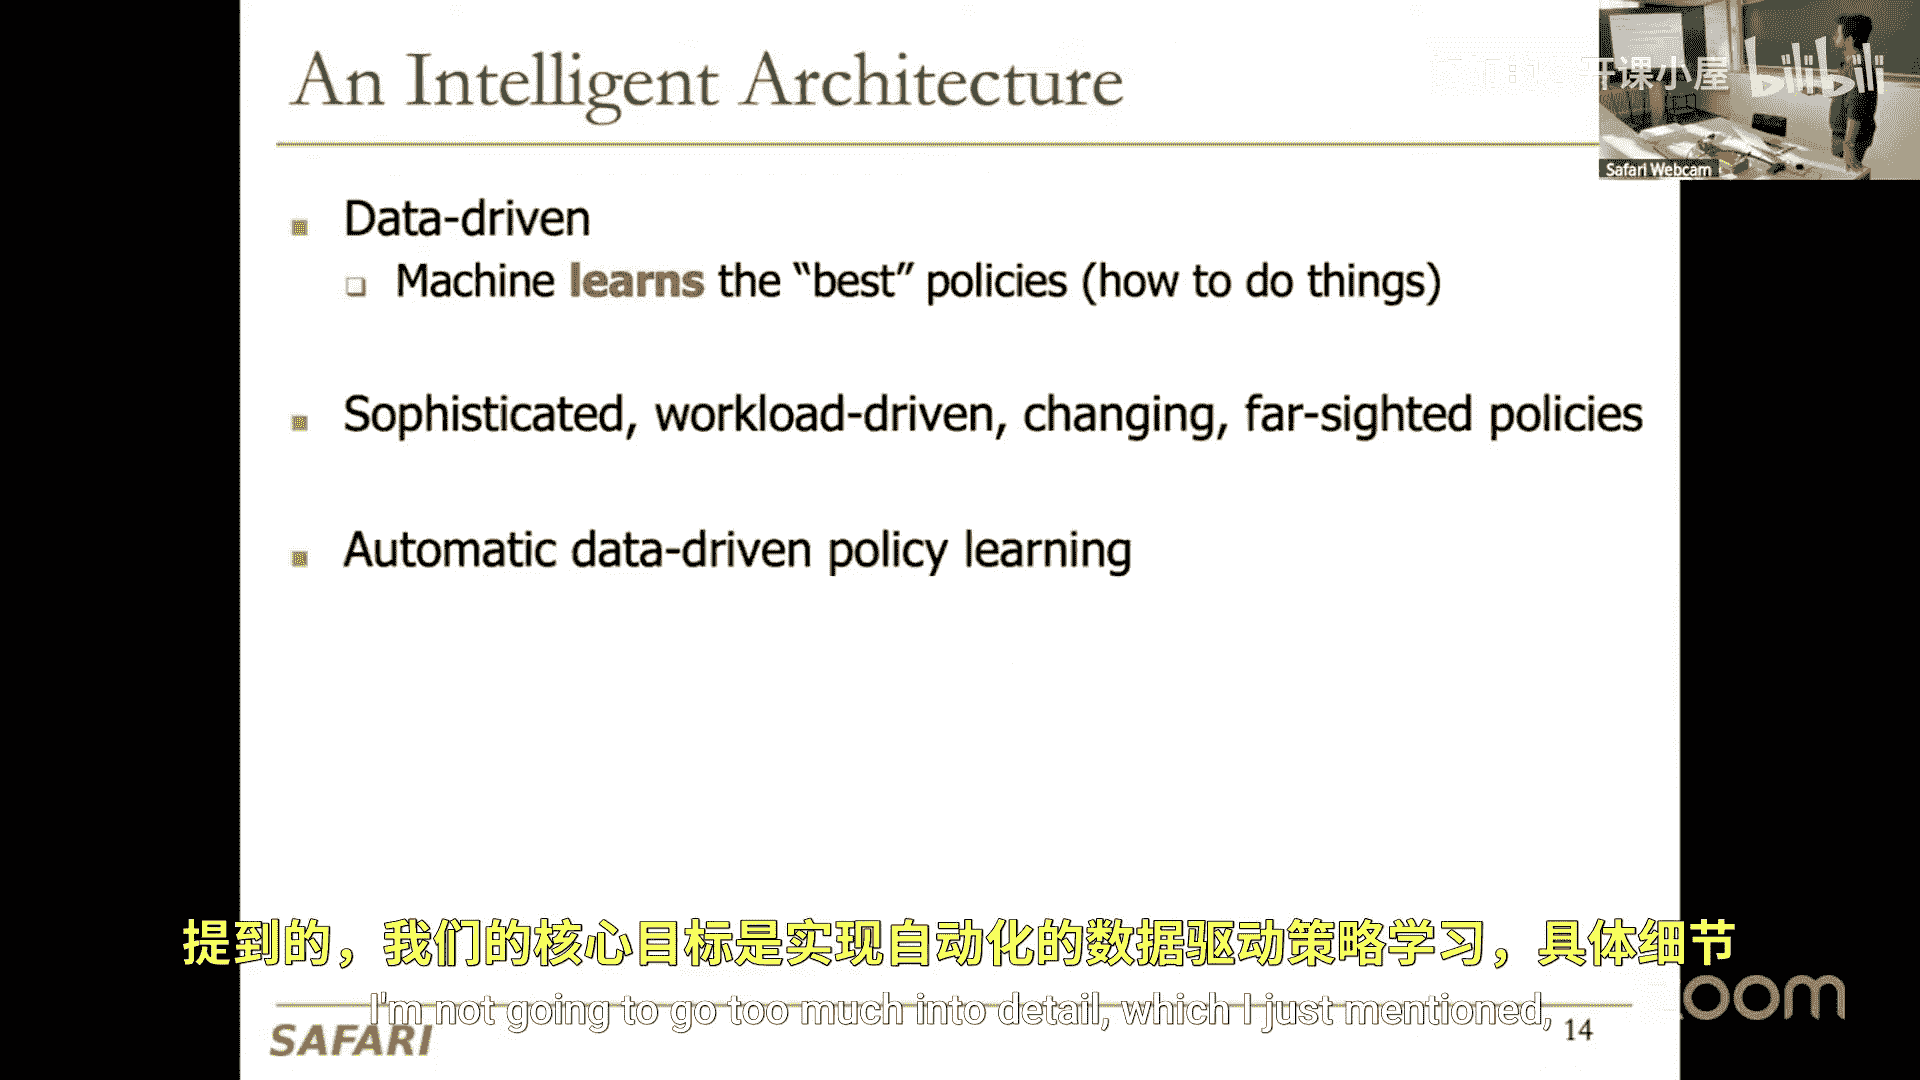 An Intelligent Architecture
开课小屋 bilibili
Safari Webcam
Data-driven
Machine learns the “best” policies (how to do things)
Sophisticated, workload-driven, changing, far-sighted policies
Automatic data-driven policy learning
提到的，我们的核心目标是实现自动化的数据驱动策略学习，具体细节
I'm not going to go too much into detail, which I just mentioned,
SAFARI
14